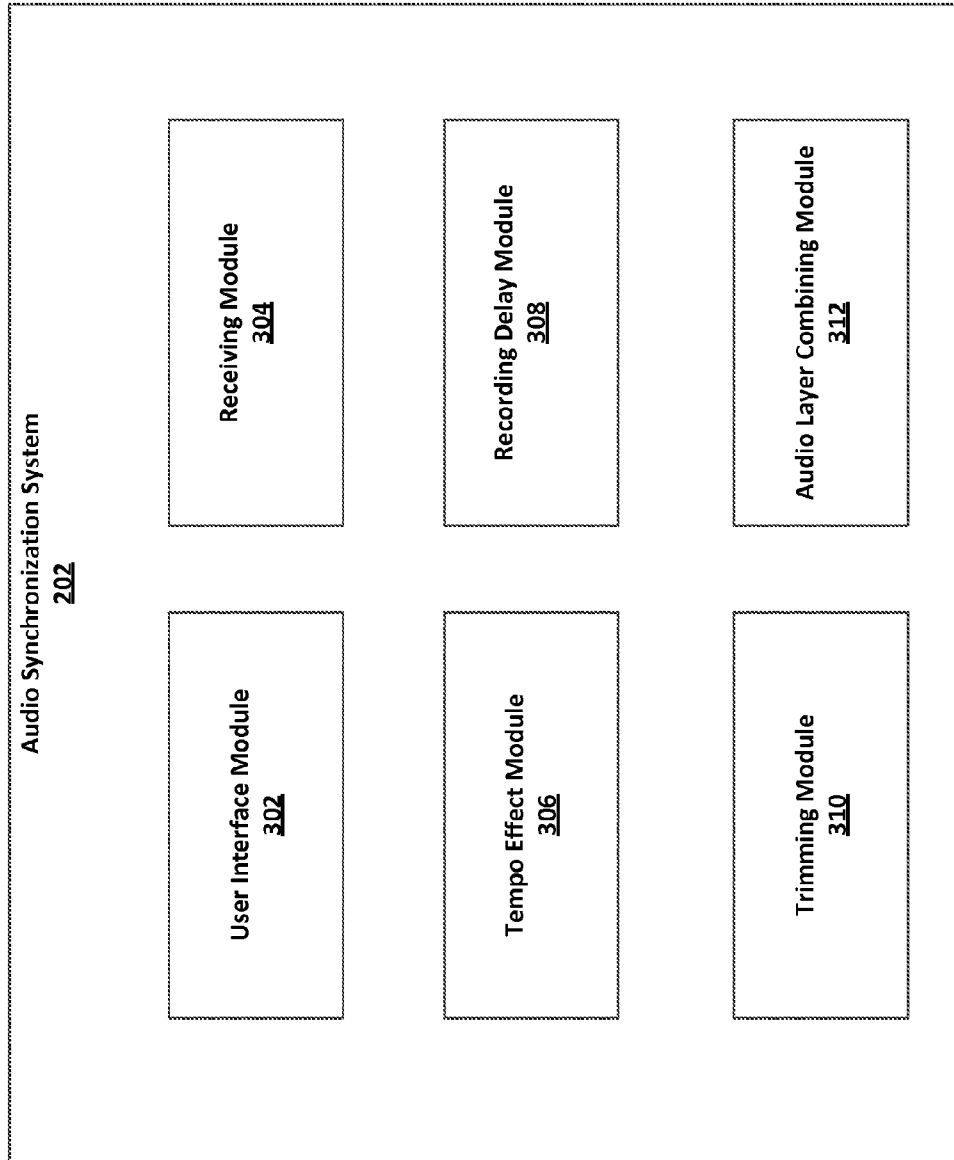 Audio Synchronization System
202
User Interface Module
302
Receiving Module
304
Tempo Effect Module
306
Recording Delay Module
308
Trimming Module
310
Audio Layer Combining Module
312